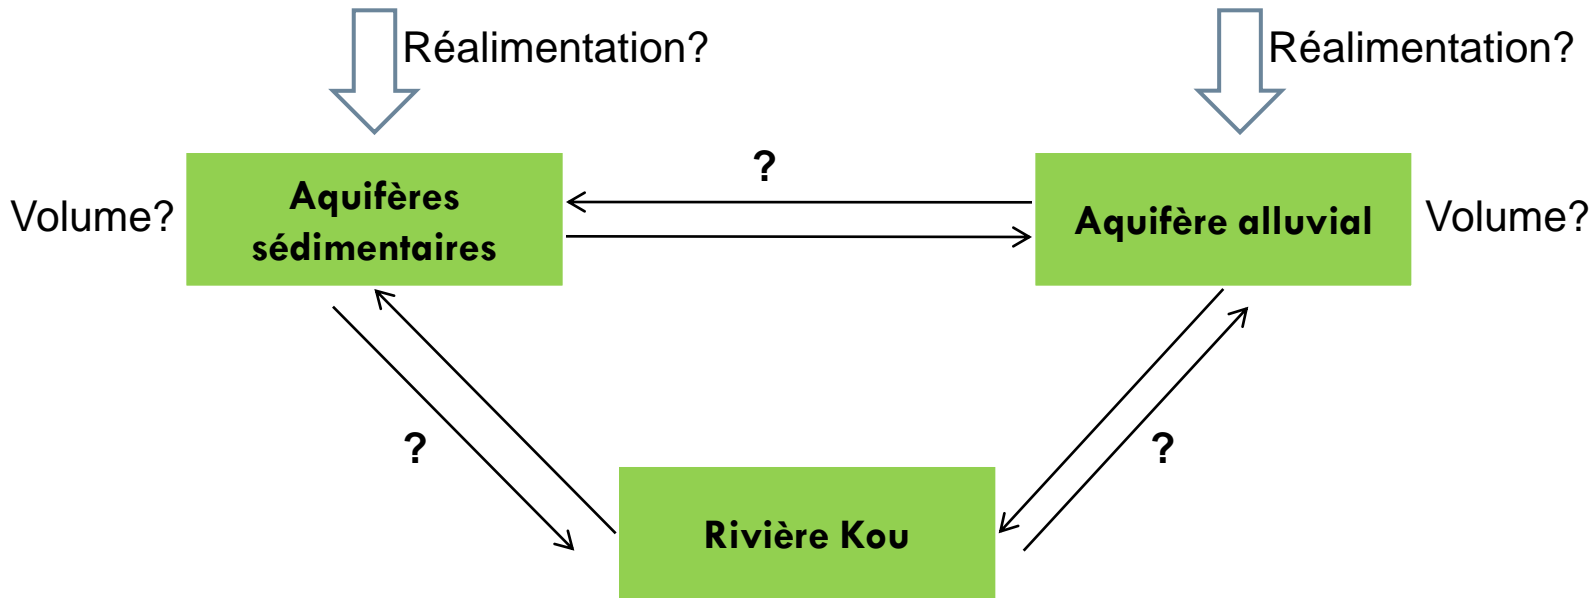 Réalimentation?
Réalimentation?
?
Aquifères
sédimentaires
Volume?
Aquifère alluvial
Volume?
?
?
Rivière Kou